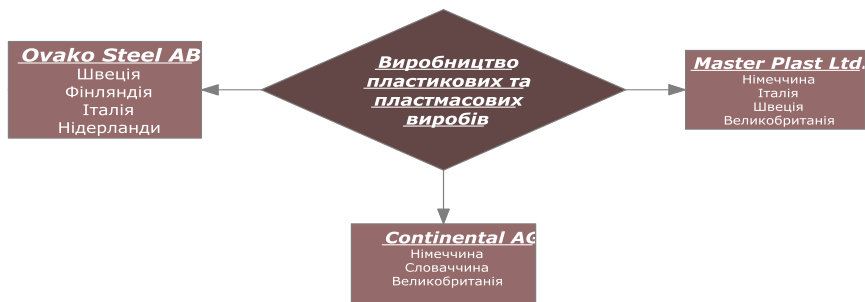 Ovako Steel AB
Швеція
Фінляндія
Італія
Нідерланди
Виробництво
пластикових та
пластмасових
виробів
Master Plast Ltd.
Німеччина
Італія
Швеція
Великобританія
Continental AG
Німеччина
Словаччина
Великобританія